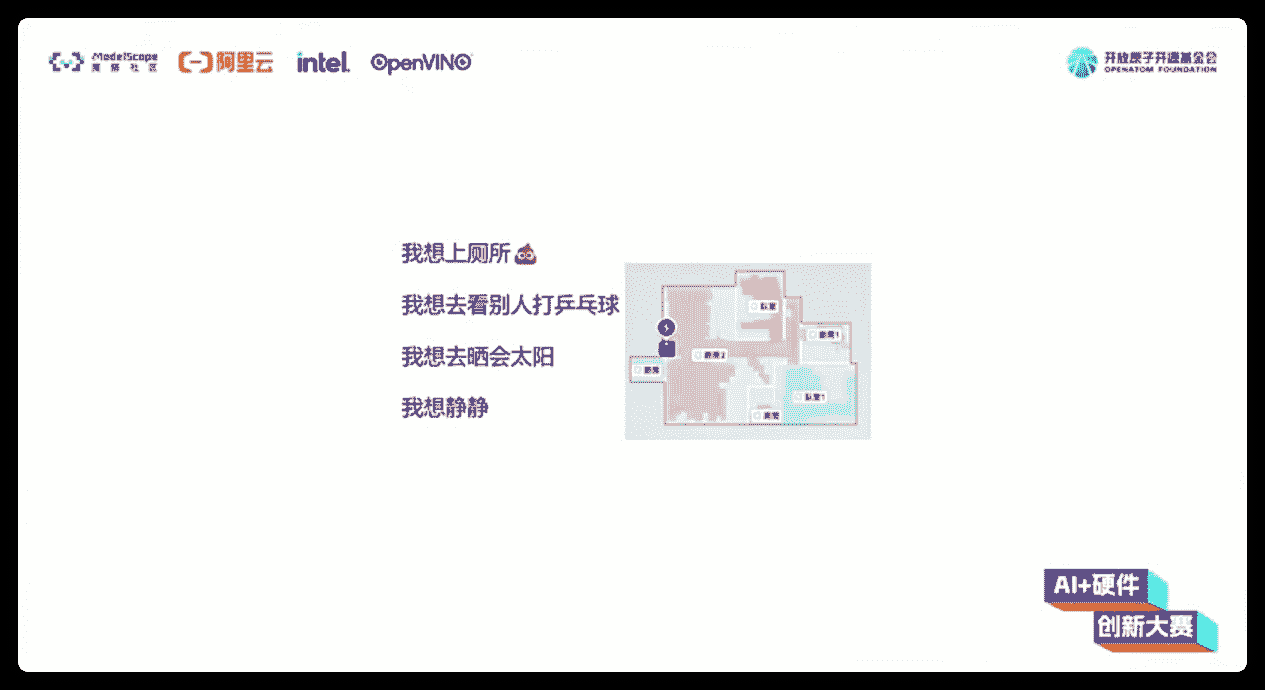 ModelScope
魔搭社区
阿里云
intel.
OpenVINO
开放原子开源基金会
OPENATOM FOUNDATION
我想上厕所💩
我想去看别人打乒乓球
我想去晒会太阳
我想静静
AI+硬件
创新大赛